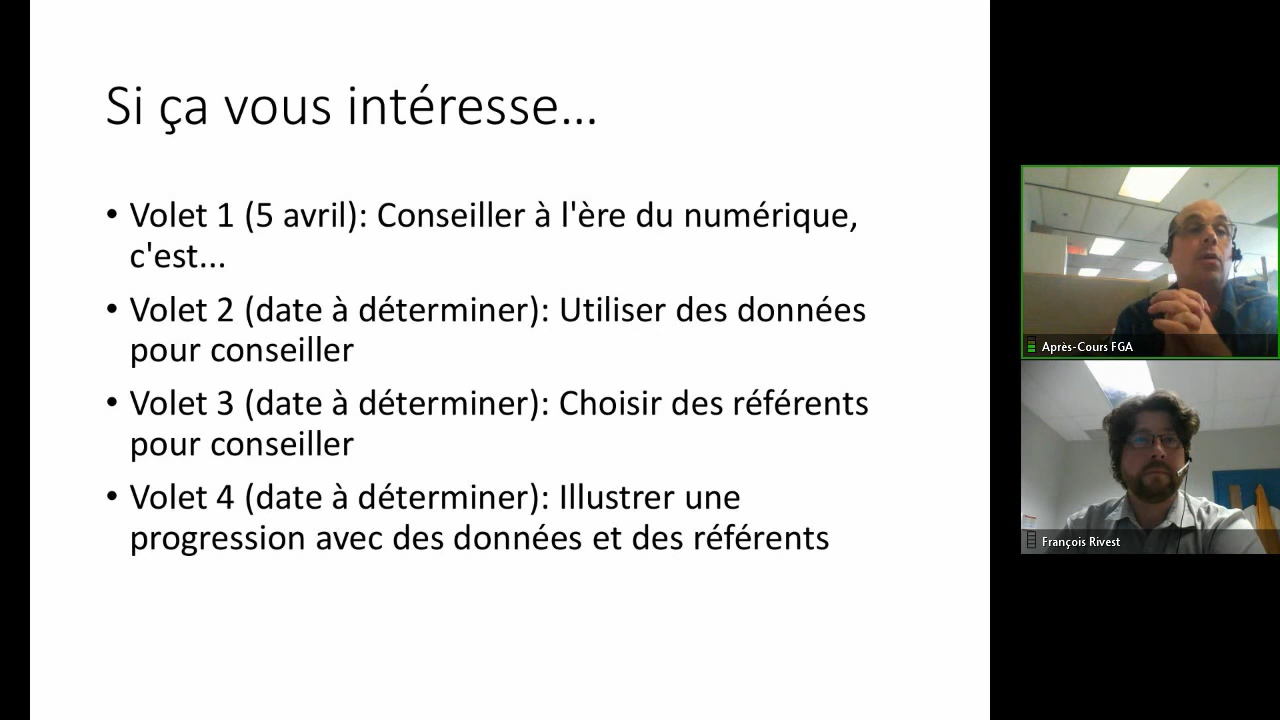 Si ça vous intéresse...
• Volet 1 (5 avril): Conseiller à l'ère du numérique,
c'est...
• Volet 2 (date à déterminer): Utiliser des données
pour conseiller
• Volet 3 (date à déterminer): Choisir des référents
pour conseiller
• Volet 4 (date à déterminer): Illustrer une
progression avec des données et des référents
Après-Cours FGA
François Rivest